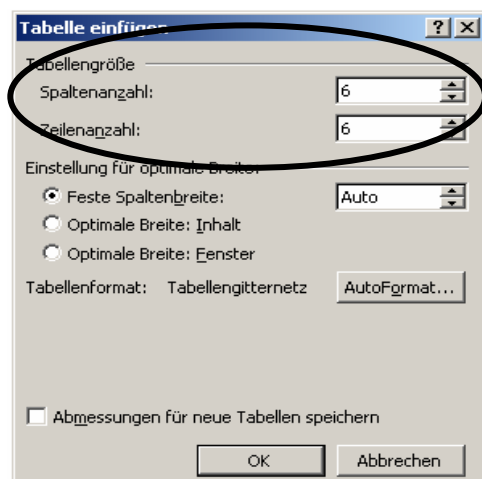 Tabelle einfügen
Tabellengröße
Spaltenanzahl: 6
Zeilenanzahl: 6
Einstellung für optimale Breite:
Feste Spaltenbreite: Auto
Optimale Breite: Inhalt
Optimale Breite: Fenster
Tabellenformat: Tabellengitternetz AutoFormat...
Abmessungen für neue Tabellen speichern
OK Abbrechen